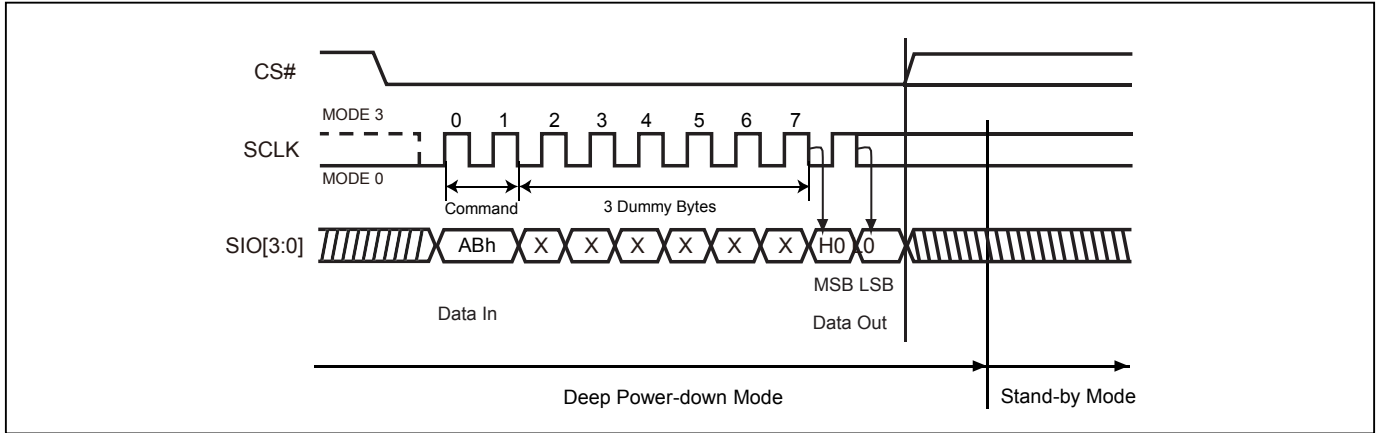 CS#
MODE 3
0 1 2 3 4 5 6 7
SCLK
MODE 0
Command
3 Dummy Bytes
SIO[3:0]
ABh X X X X X X H0 L0
MSB LSB
Data In
Data Out
Deep Power-down Mode
Stand-by Mode